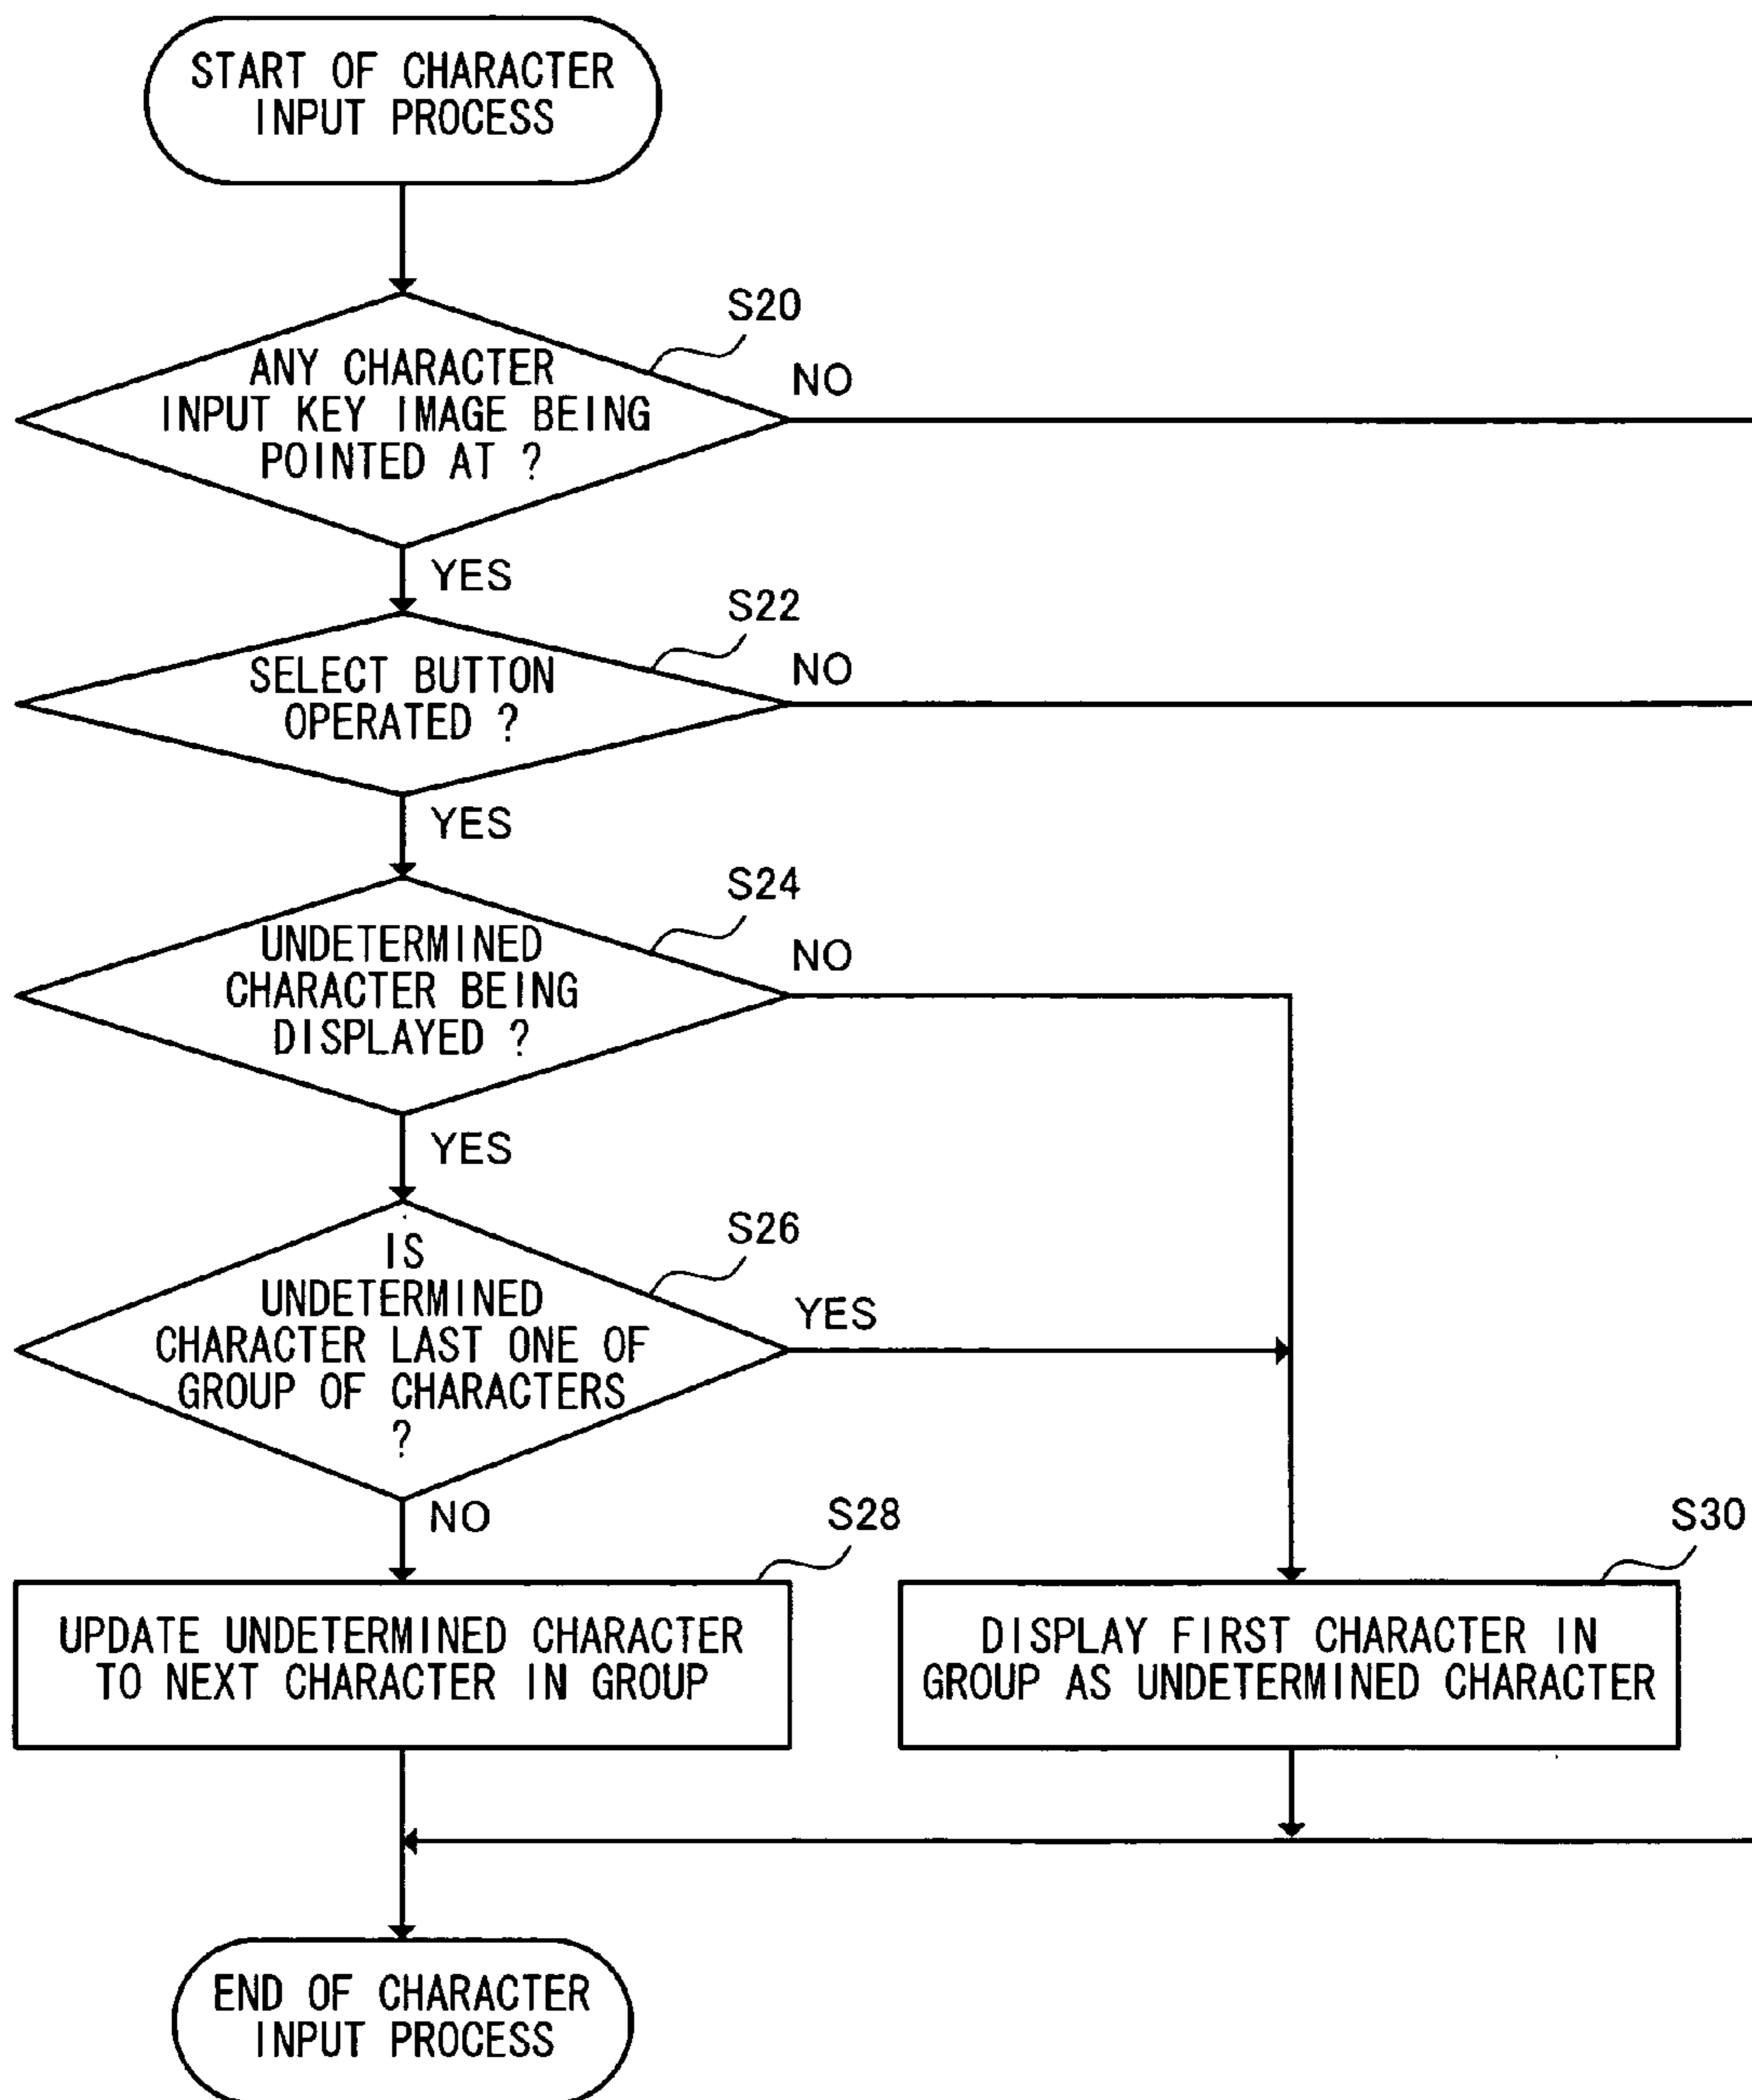 START OF CHARACTER
INPUT PROCESS
S20
ANY CHARACTER
INPUT KEY IMAGE BEING
POINTED AT ?
NO
YES
S22
SELECT BUTTON
OPERATED ?
NO
YES
S24
UNDETERMINED
CHARACTER BEING
DISPLAYED ?
NO
YES
S26
IS
UNDETERMINED
CHARACTER LAST ONE OF
GROUP OF CHARACTERS
?
YES
NO
S28
UPDATE UNDETERMINED CHARACTER
TO NEXT CHARACTER IN GROUP
S30
DISPLAY FIRST CHARACTER IN
GROUP AS UNDETERMINED CHARACTER
END OF CHARACTER
INPUT PROCESS